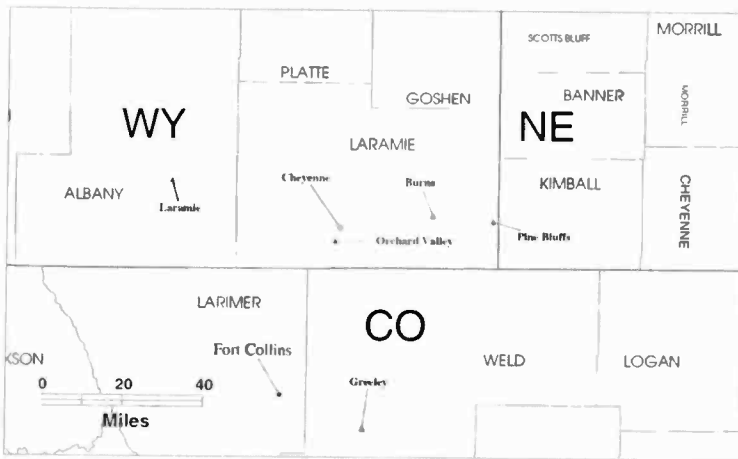 SCOTTS BLUFF
MORRILL
PLATTE
GOSHEN
BANNER
MORRILL
WY
NE
LARAMIE
Cheyenne
Burns
KIMBALL
CHEYENNE
ALBANY
Laramie
Orchard Valley
Pine Bluffs
LARIMER
CO
KSON
Fort Collins
WELD
LOGAN
0 20 40
Miles
Greeley